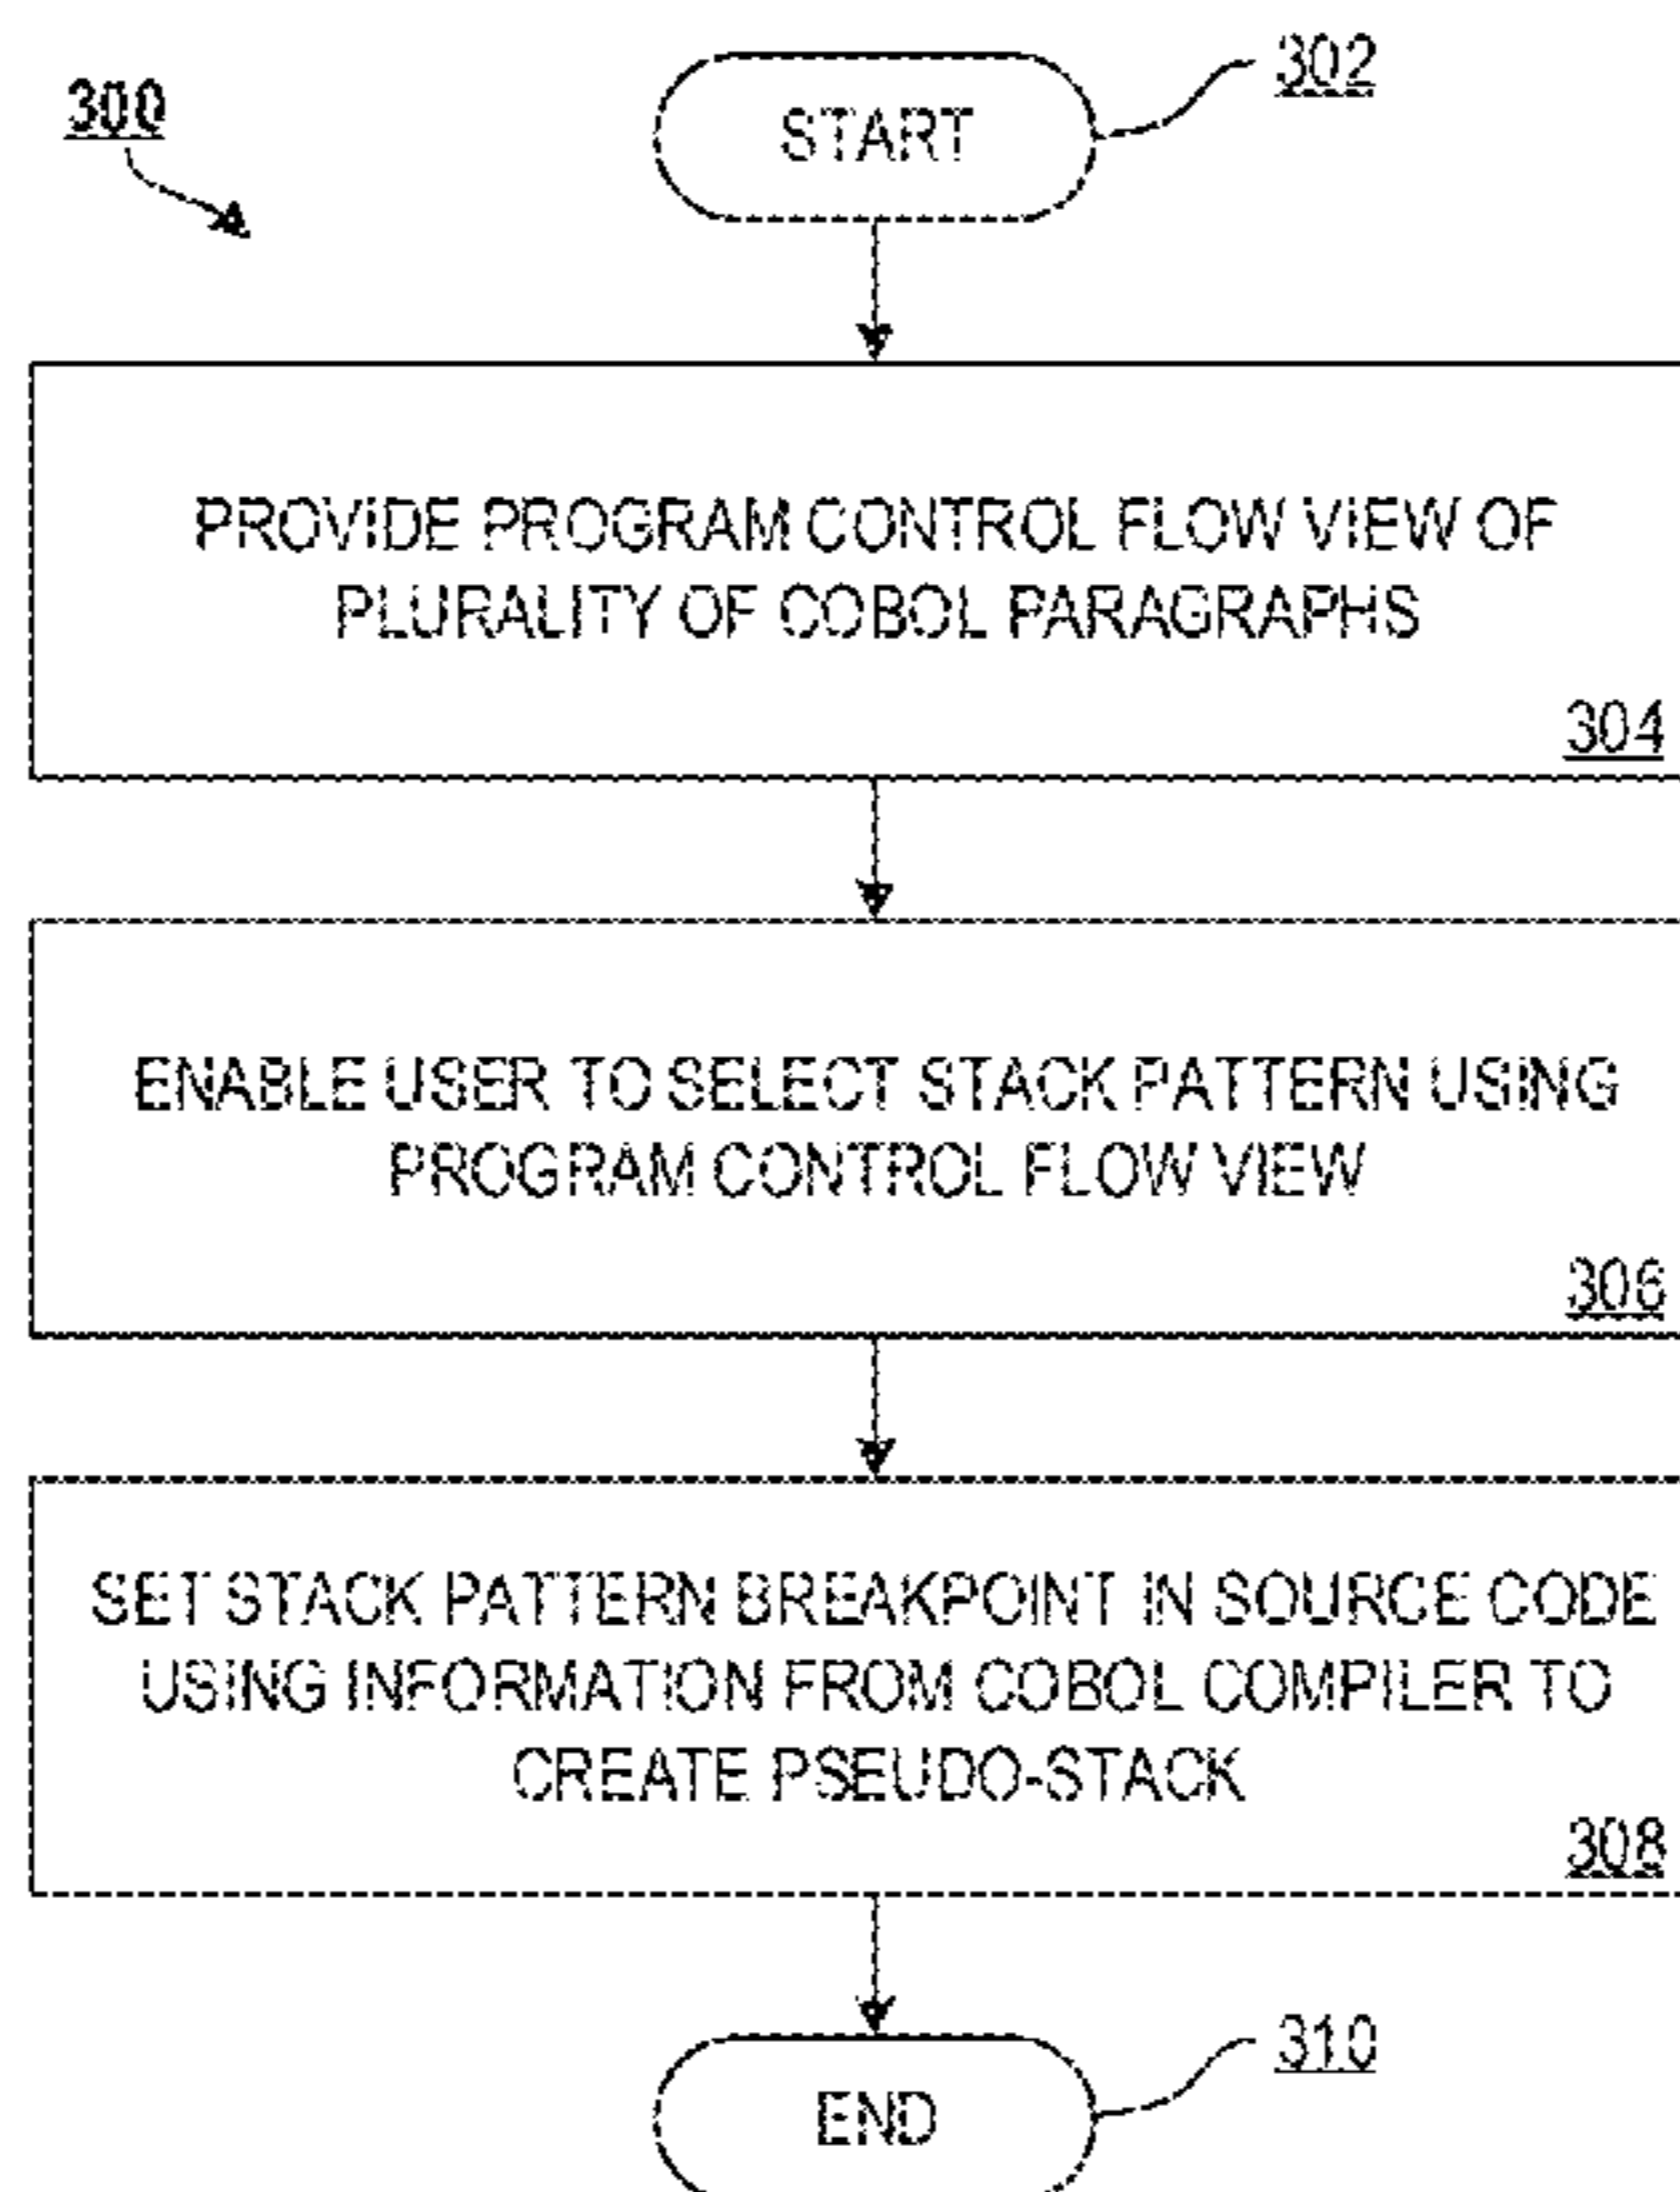 300
START
302
PROVIDE PROGRAM CONTROL FLOW VIEW OF
PLURALITY OF COBOL PARAGRAPHS
304
ENABLE USER TO SELECT STACK PATTERN USING
PROGRAM CONTROL FLOW VIEW
306
SET STACK PATTERN BREAKPOINT IN SOURCE CODE
USING INFORMATION FROM COBOL COMPILER TO
CREATE PSEUDO-STACK
308
END
310